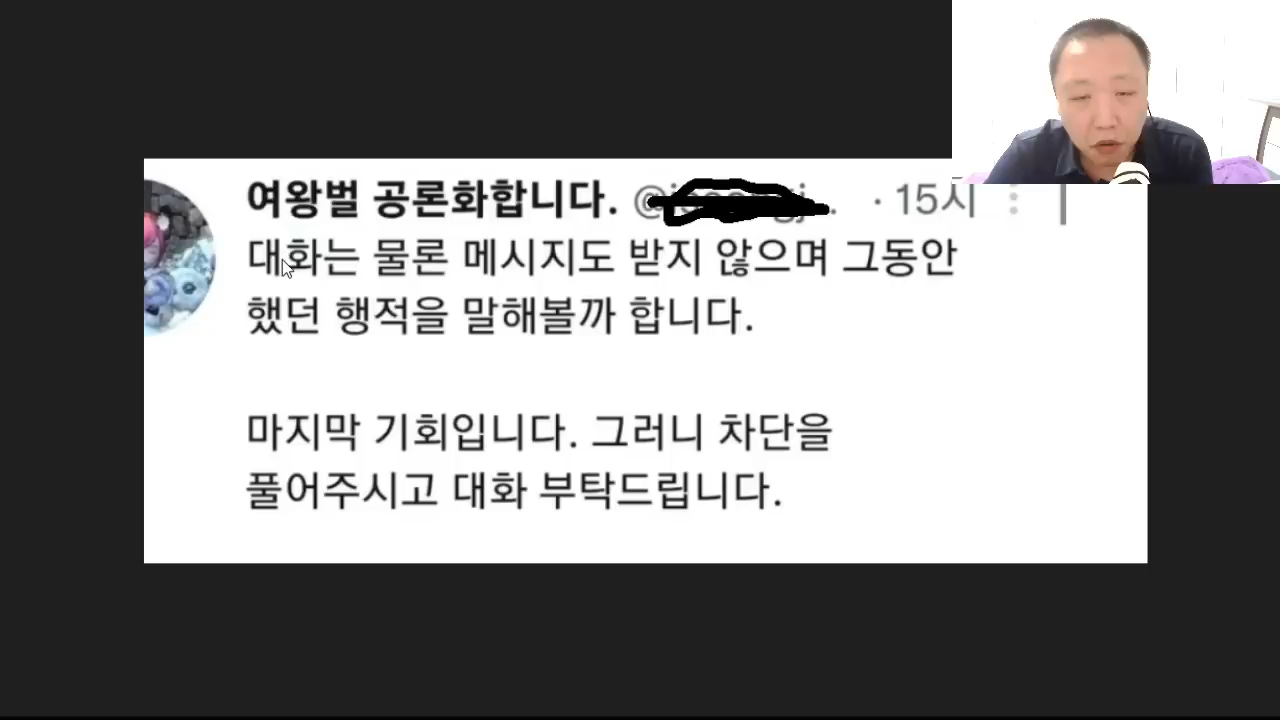 여왕벌 공론화합니다. · 15시
대화는 물론 메시지도 받지 않으며 그동안
했던 행적을 말해볼까 합니다.
마지막 기회입니다. 그러니 차단을
풀어주시고 대화 부탁드립니다.